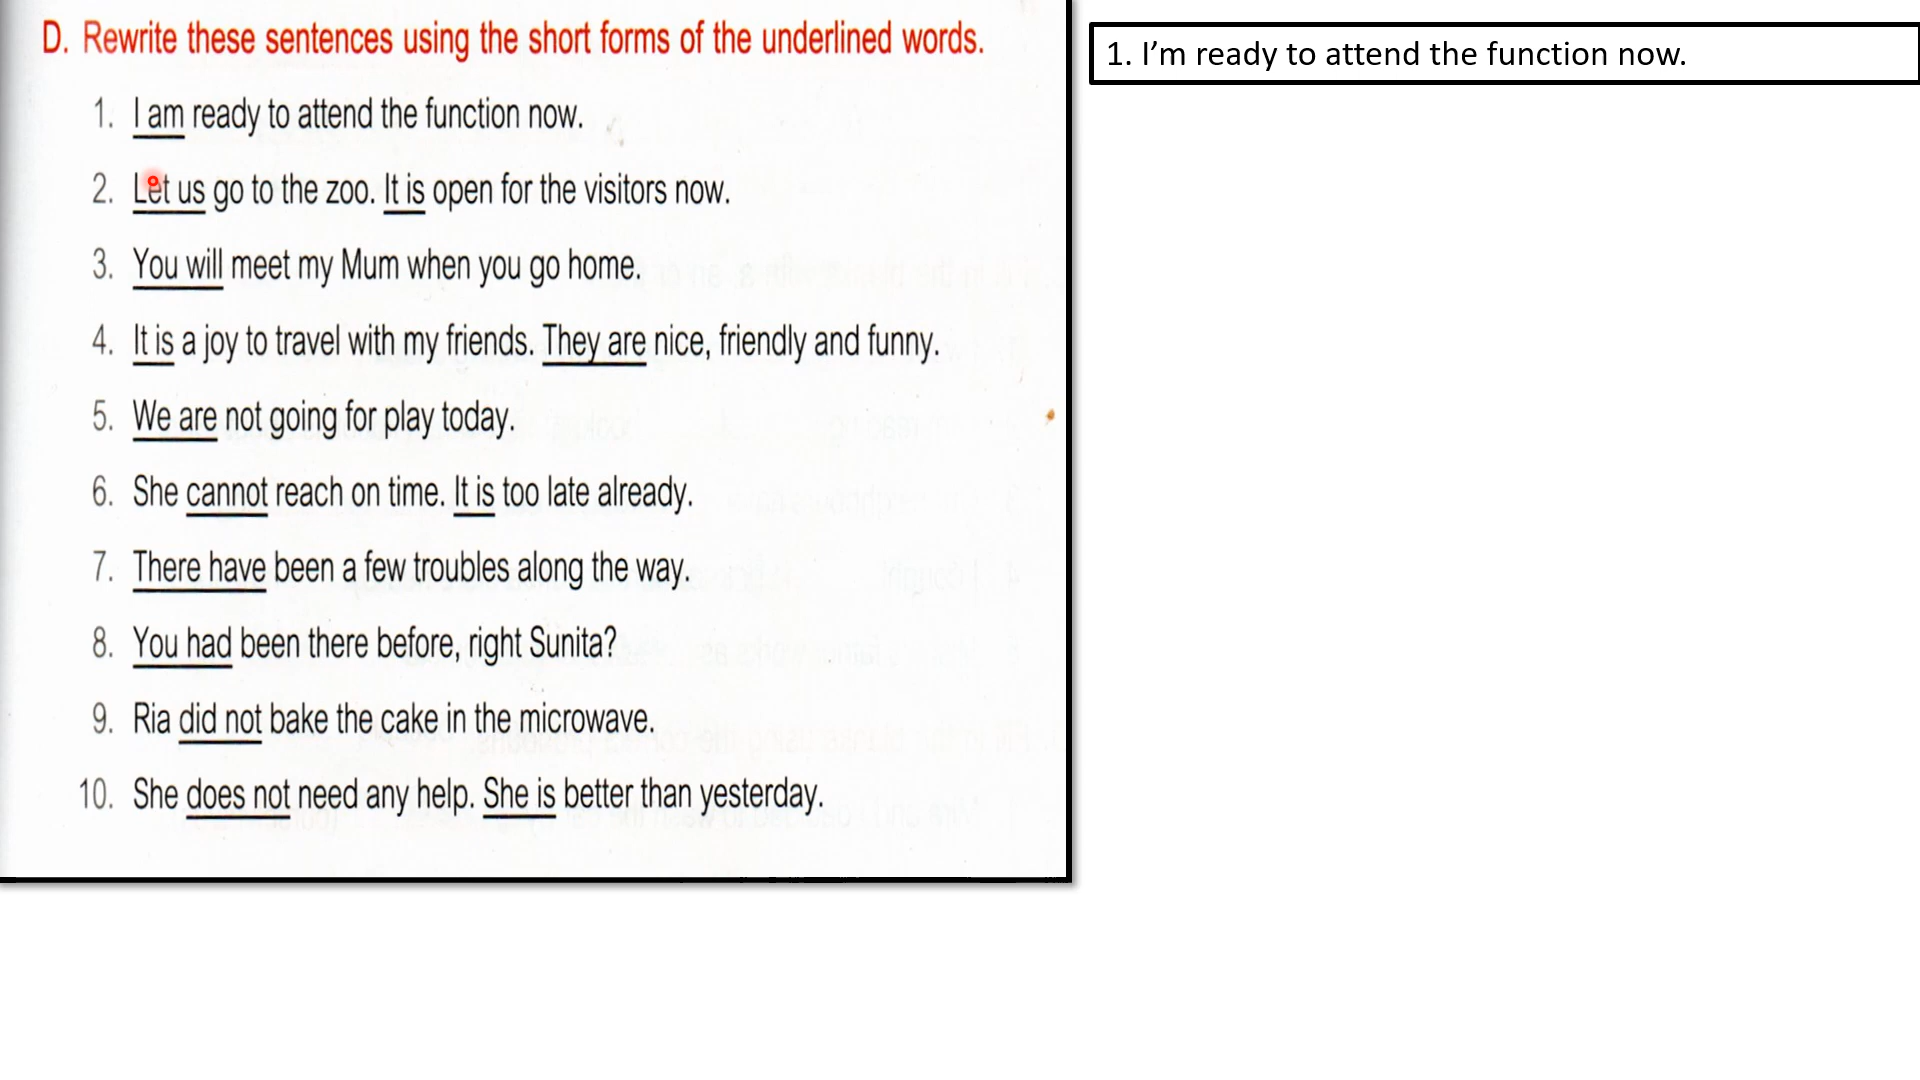 D. Rewrite these sentences using the short forms of the underlined words.
1. I am ready to attend the function now.
2. Let us go to the zoo. It is open for the visitors now.
3. You will meet my Mum when you go home.
4. It is a joy to travel with my friends. They are nice, friendly and funny.
5. We are not going for play today.
6. She cannot reach on time. It is too late already.
7. There have been a few troubles along the way.
8. You had been there before, right Sunita?
9. Ria did not bake the cake in the microwave.
10. She does not need any help. She is better than yesterday.
1. I’m ready to attend the function now.